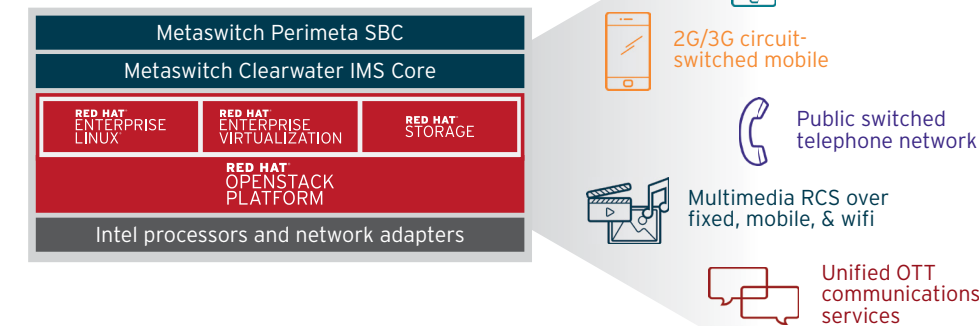 Metaswitch Perimeta SBC
Metaswitch Clearwater IMS Core
RED HAT
ENTERPRISE
LINUX
RED HAT
ENTERPRISE
VIRTUALIZATION
RED HAT
STORAGE
RED HAT
OPENSTACK
PLATFORM
Intel processors and network adapters
2G/3G circuit-
switched mobile
Public switched
telephone network
Multimedia RCS over
fixed, mobile, & wifi
Unified OTT
communications
services